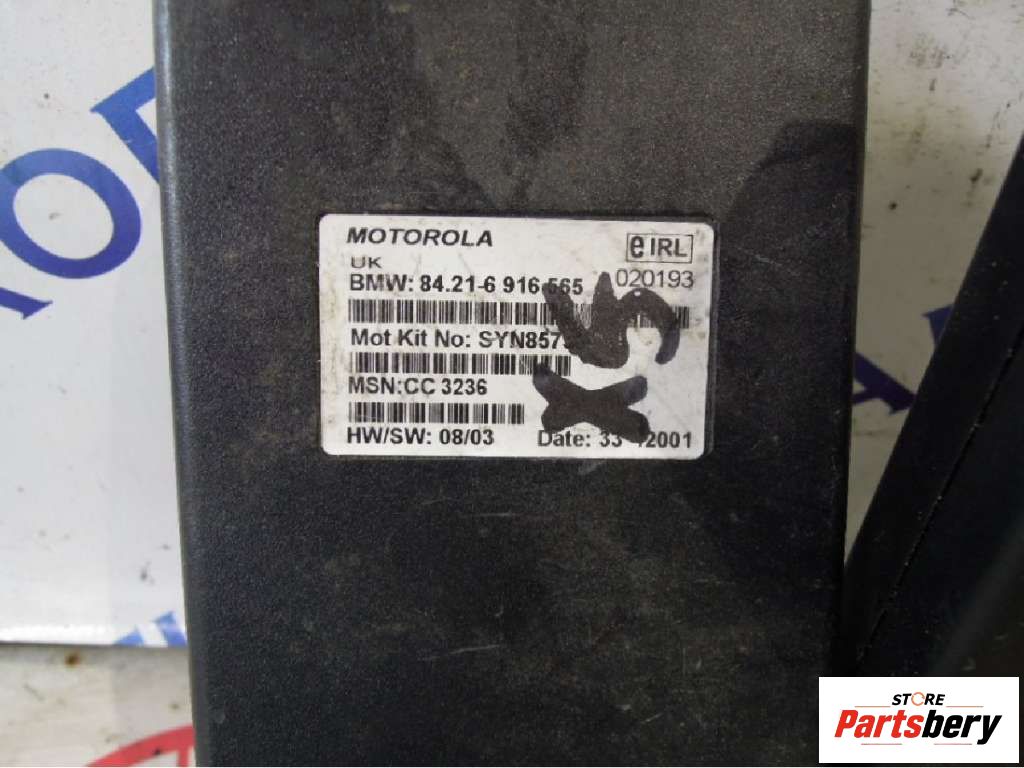 MOTOROLA
UK
e IRL
BMW: 84.21-6 916 565
020193
Mot Kit No:
MSN:CC 3236
HW/SW: 08/03
Date: 33
X5
STORE
Partsbery